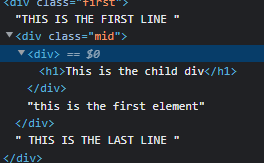 <div class="first">
"THIS IS THE FIRST LINE "
▼<div class="mid">
▼<div> == $0
<h1>This is the child div</h1>
</div>
"this is the first element"
</div>
" THIS IS THE LAST LINE "
</div>